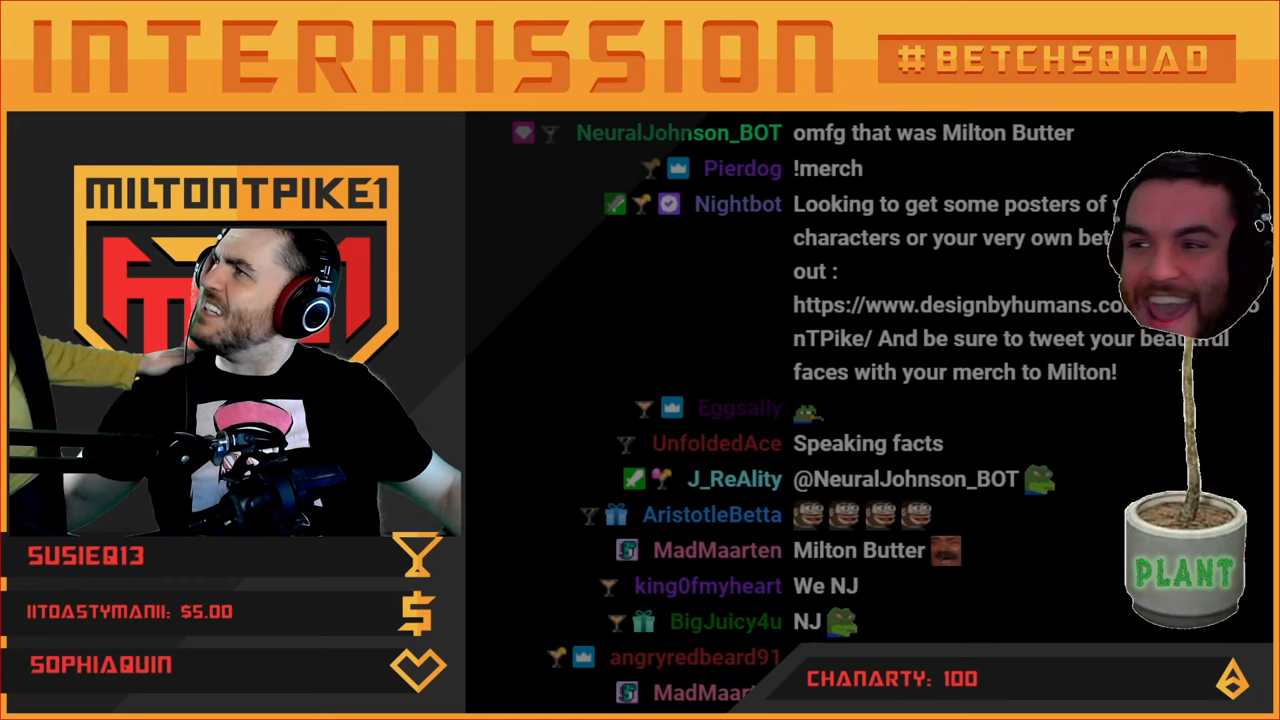 INTERMISSION
#BETCHSQUAD
MILTONTPIKE1
NeuralJohnson_BOT omfg that was Milton Butter
Pierdog !merch
Nightbot Looking to get some posters of
characters or your very own
out :
https://www.designbyhumans.co
nTPike/ And be sure to tweet your beautiful
faces with your merch to Milton!
Eggsally
UnfoldedAce Speaking facts
J_ReAlity @NeuralJohnson_BOT
AristotleBetta
MadMaarten Milton Butter
king0fmyheart We NJ
BigJuicy4u NJ
angryredbeard91
MadMaar
PLANT
SUSIEQ13
IITOASTYMANII: $5.00
SOPHIAQUIN
CHANARTY: 100